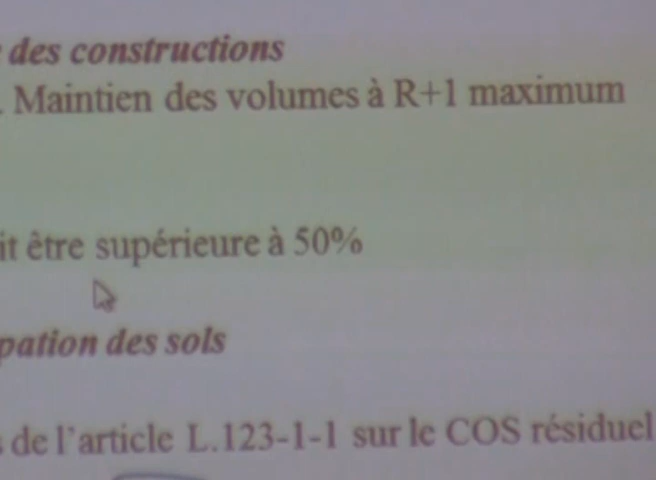 des constructions
. Maintien des volumes à R+1 maximum
it être supérieure à 50%
pation des sols
de l'article L.123-1-1 sur le COS résiduel